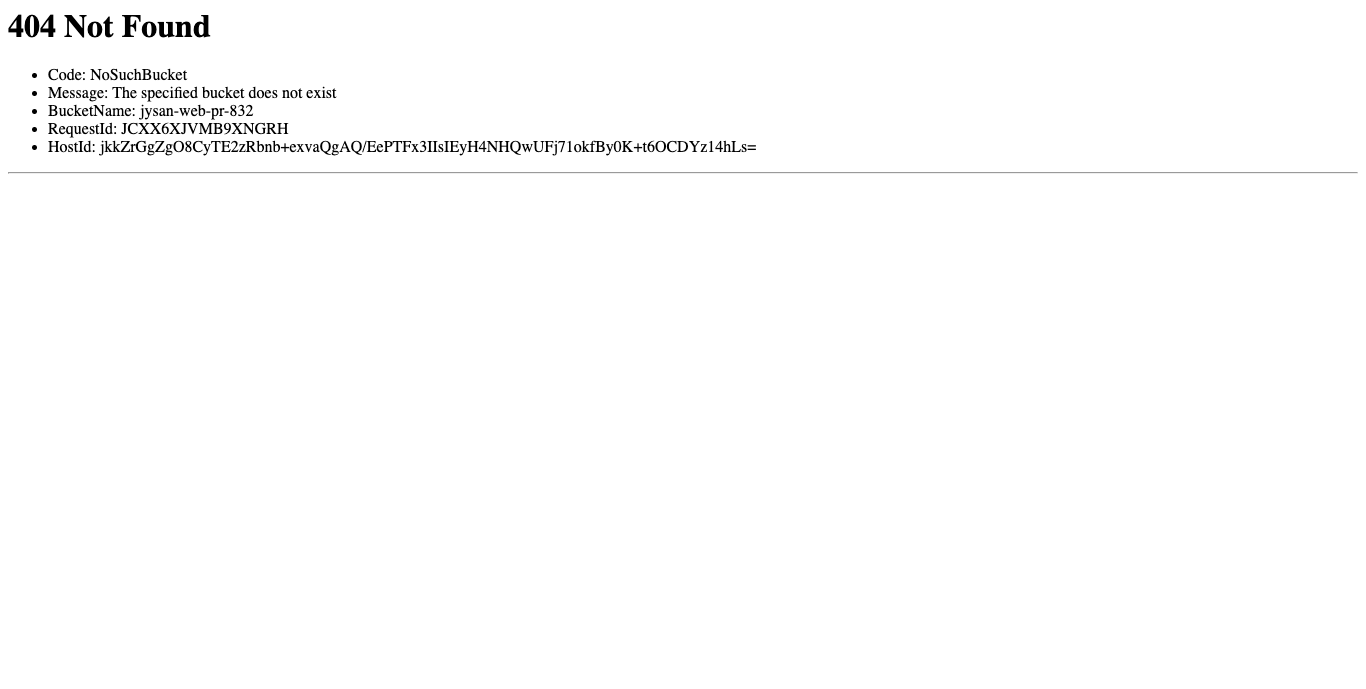 404 Not Found
Code: NoSuchBucket
Message: The specified bucket does not exist
BucketName: jysan-web-pr-832
RequestId: JCXX6XJVMB9XNGRH
HostId: jkkZrGgZgO8CyTE2zRbnb+exvaQgAQ/EePTFx3IIsIEyH4NHQwUFj71okfBy0K+t6OCDYz14hLs=